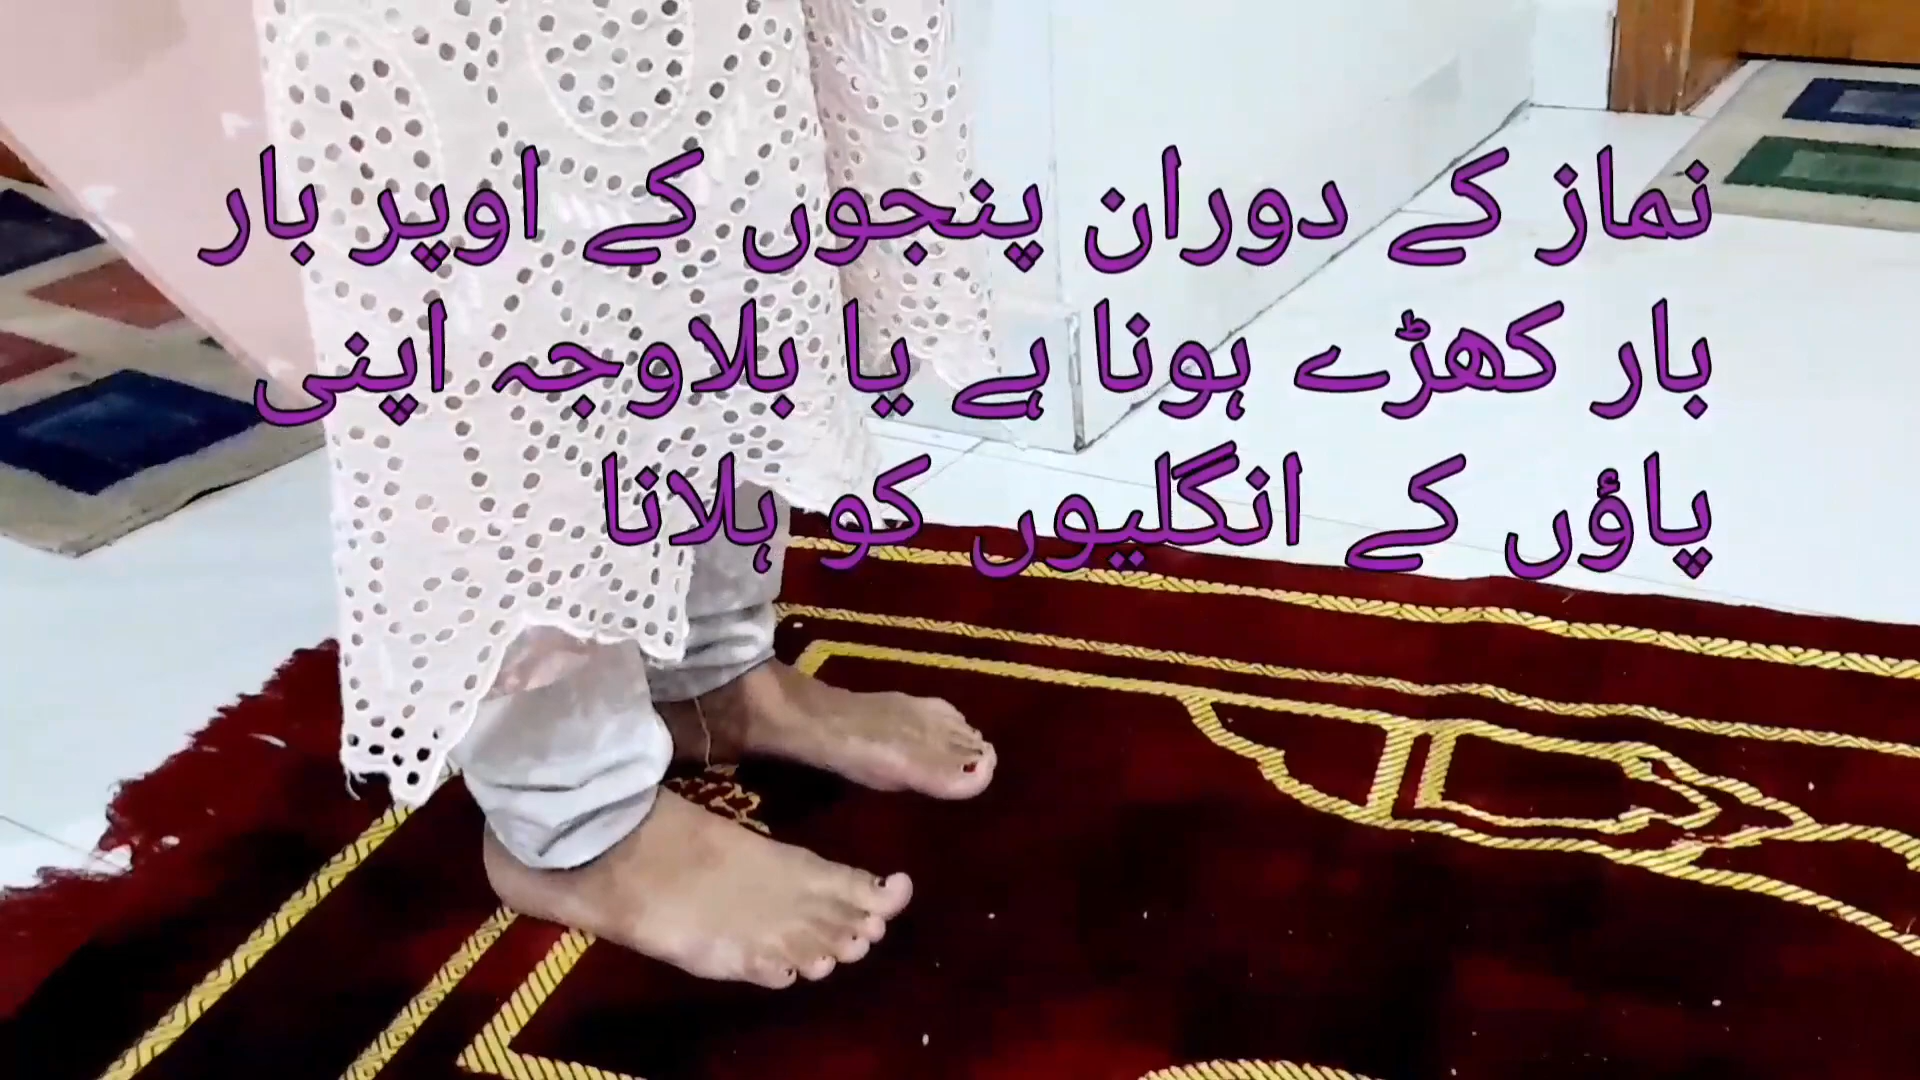 نماز کے دوران پنجوں کے اوپر بار
بار کھڑے ہونا ہے یا بلاوجہ اپنی
پاؤں کے انگلیوں کو ہلانا